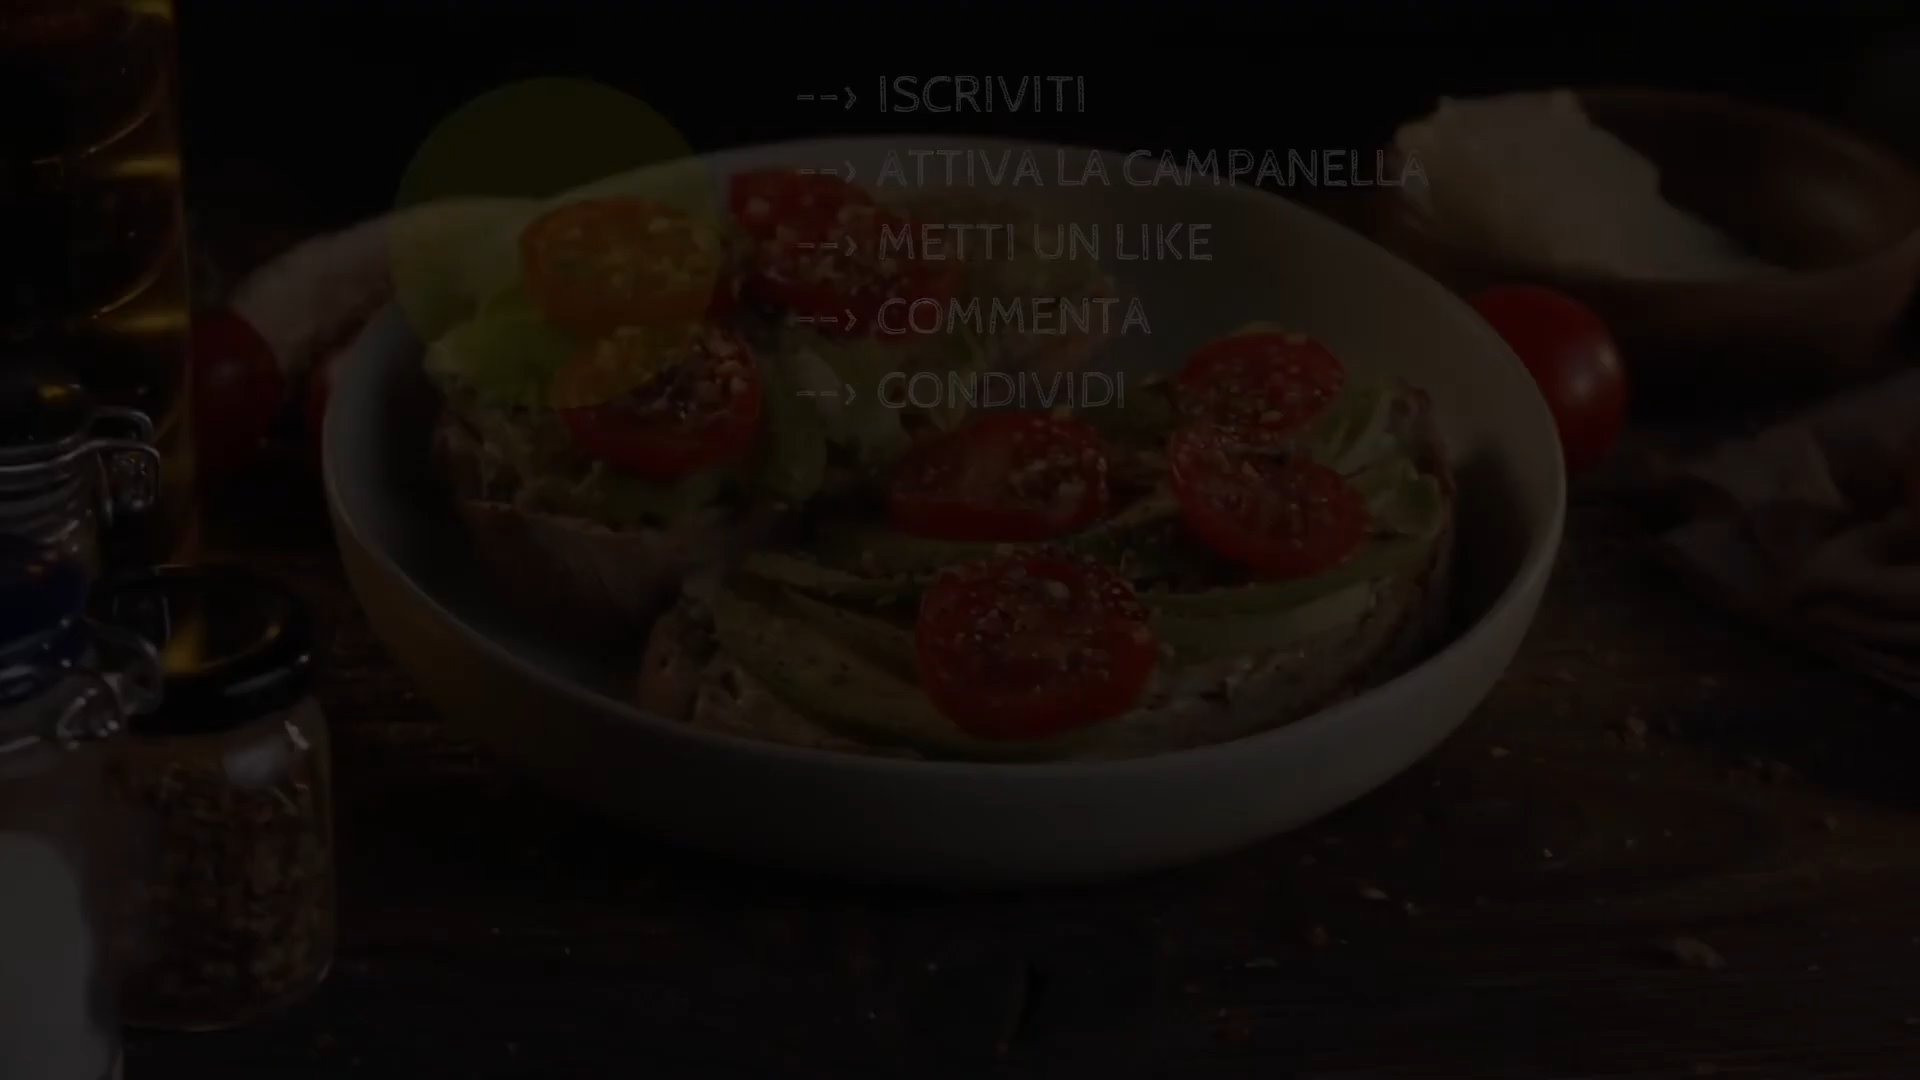 --> ISCRIVITI
--> ATTIVA LA CAMPANELLA
--> METTI UN LIKE
--> COMMENTA
--> CONDIVIDI